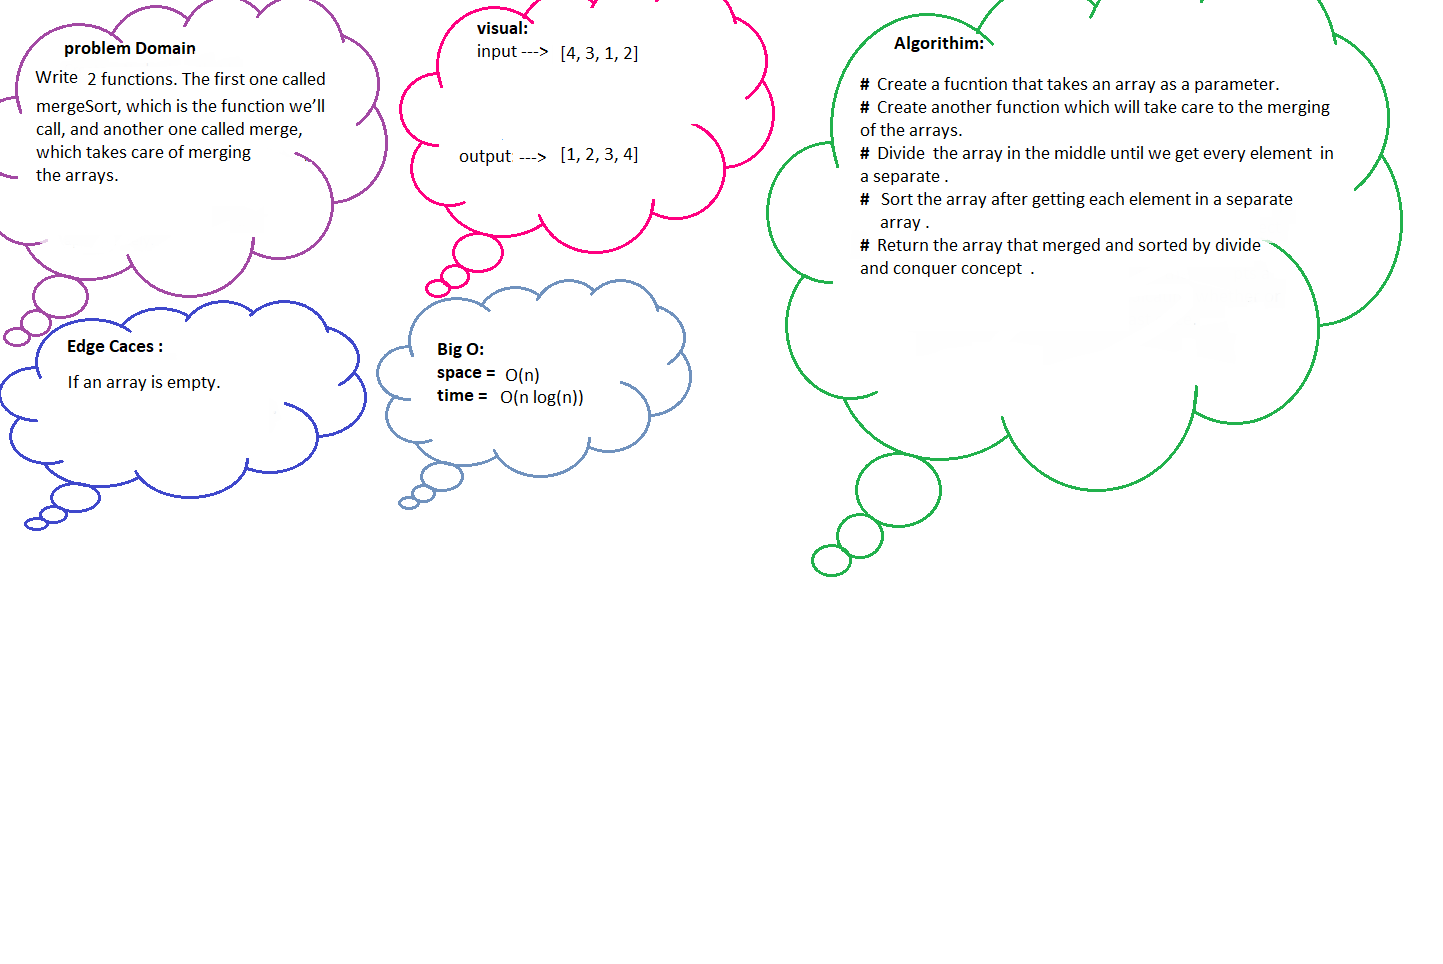 problem Domain
Write 2 functions. The first one called
mergeSort, which is the function we’ll
call, and another one called merge,
which takes care of merging
the arrays.
visual:
input ---> [4, 3, 1, 2]
output ---> [1, 2, 3, 4]
Algorithim:
# Create a fucntion that takes an array as a parameter.
# Create another function which will take care to the merging
of the arrays.
# Divide the array in the middle until we get every element in
a separate .
# Sort the array after getting each element in a separate
array .
# Return the array that merged and sorted by divide
and conquer concept .
Edge Caces :
If an array is empty.
Big O:
space = O(n)
time = O(n log(n))